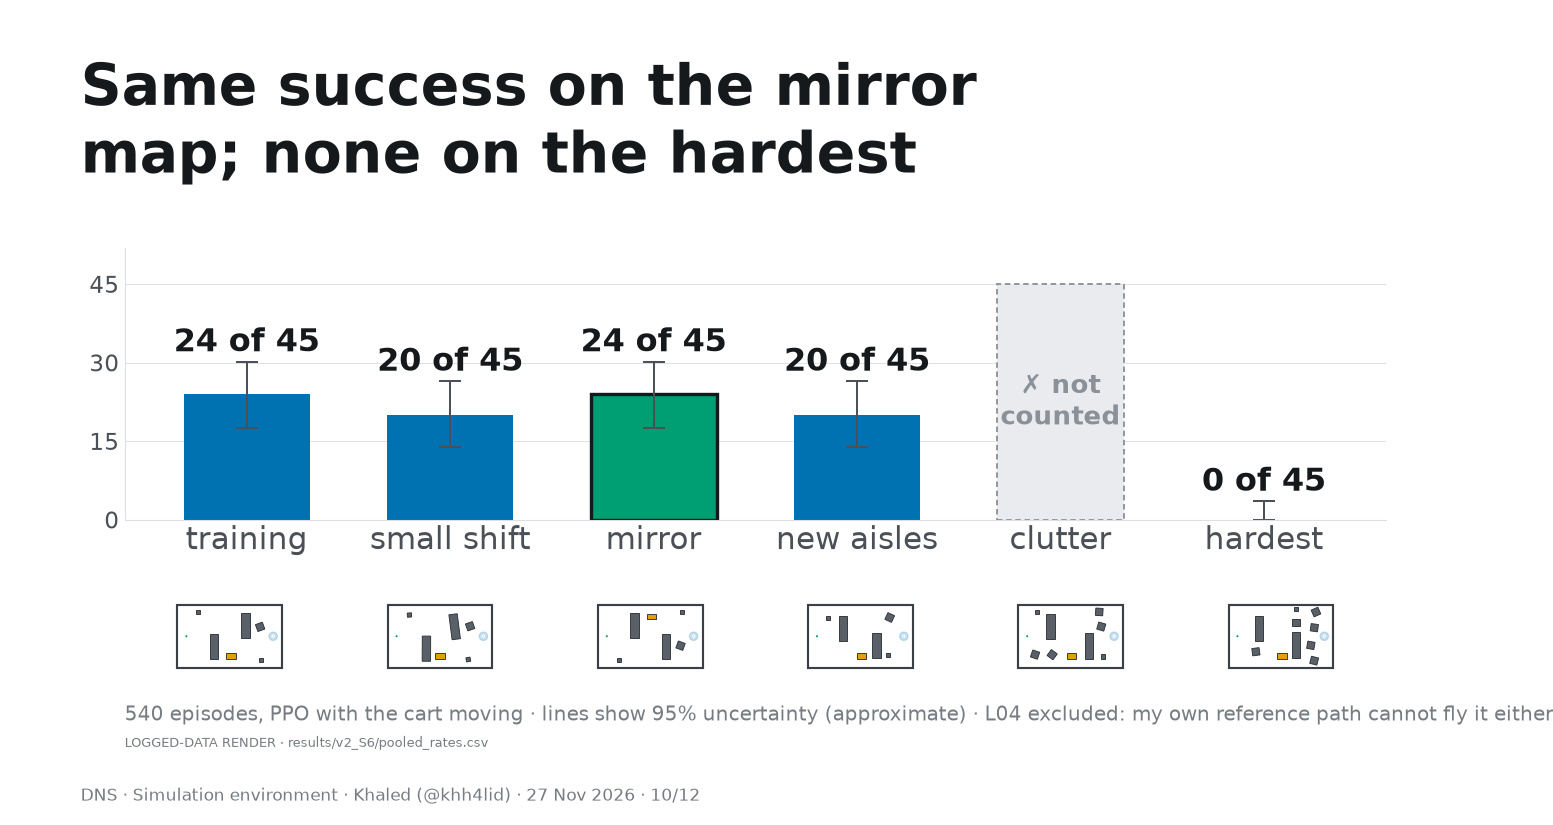 Same success on the mirror
map; none on the hardest
45
30
15
0
24 of 45
20 of 45
24 of 45
20 of 45
✗ not
counted
0 of 45
training
small shift
mirror
new aisles
clutter
hardest
540 episodes, PPO with the cart moving · lines show 95% uncertainty (approximate) · L04 excluded: my own reference path cannot fly it either
LOGGED-DATA RENDER · results/v2_S6/pooled_rates.csv
DNS · Simulation environment · Khaled (@khh4lid) · 27 Nov 2026 · 10/12